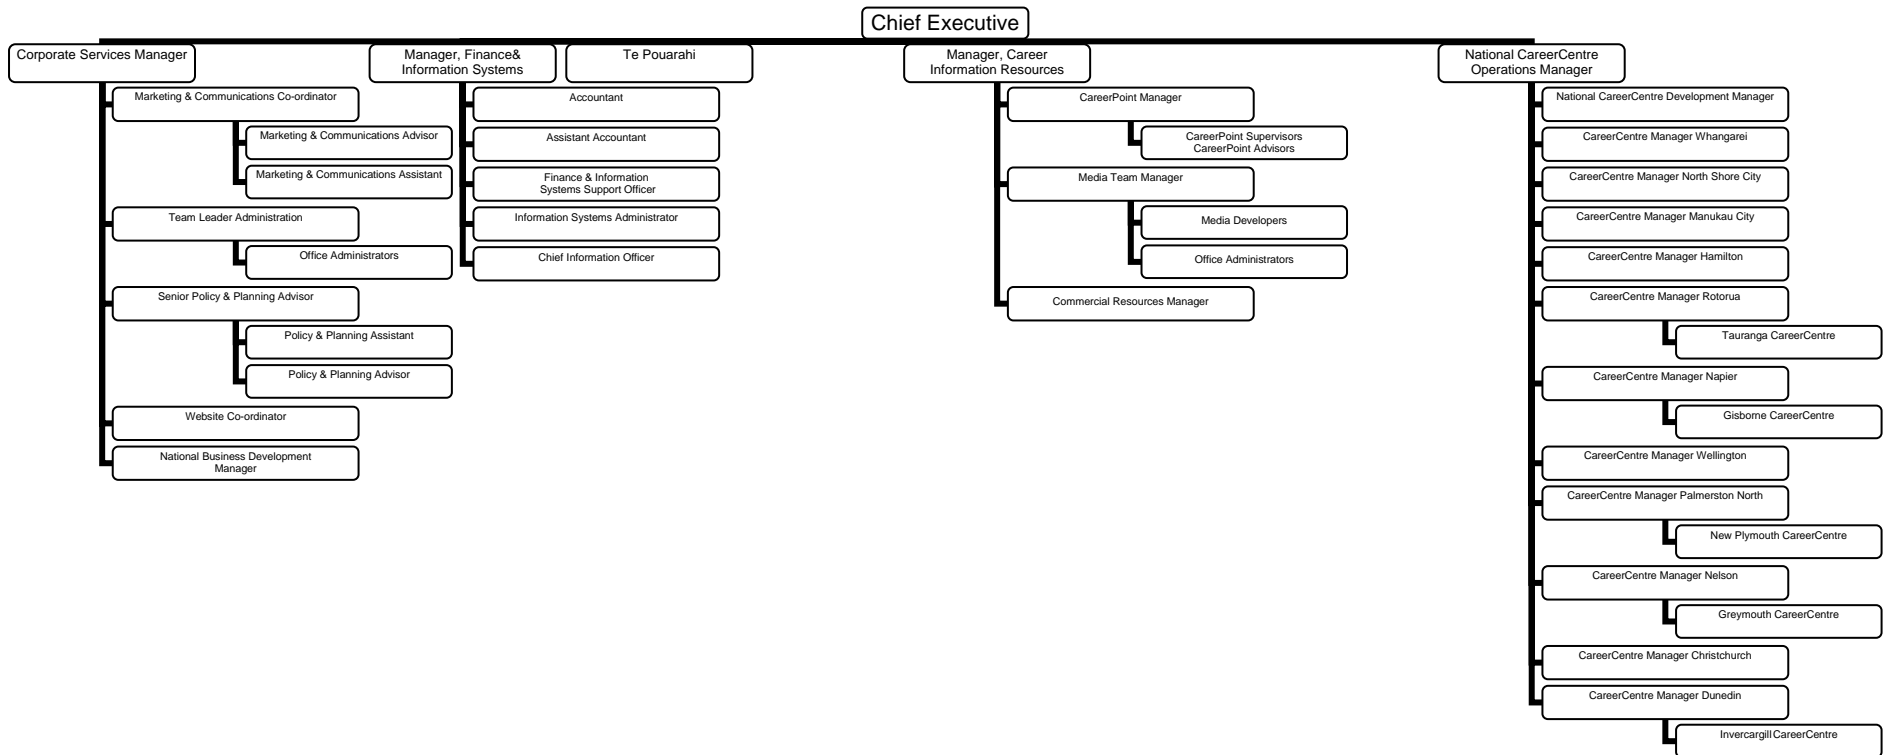 Chief Executive
Corporate Services Manager
Marketing & Communications Co-ordinator
Marketing & Communications Advisor
Marketing & Communications Assistant
Team Leader Administration
Office Administrators
Senior Policy & Planning Advisor
Policy & Planning Assistant
Policy & Planning Advisor
Website Co-ordinator
National Business Development
Manager
Manager, Finance&
Information Systems
Accountant
Assistant Accountant
Finance & Information
Systems Support Officer
Information Systems Administrator
Chief Information Officer
Te Pouarahi
Manager, Career
Information Resources
CareerPoint Manager
CareerPoint Supervisors
CareerPoint Advisors
Media Team Manager
Media Developers
Office Administrators
Commercial Resources Manager
National CareerCentre
Operations Manager
National CareerCentre Development Manager
CareerCentre Manager Whangarei
CareerCentre Manager North Shore City
CareerCentre Manager Manukau City
CareerCentre Manager Hamilton
CareerCentre Manager Rotorua
Tauranga CareerCentre
CareerCentre Manager Napier
Gisborne CareerCentre
CareerCentre Manager Wellington
CareerCentre Manager Palmerston North
New Plymouth CareerCentre
CareerCentre Manager Nelson
Greymouth CareerCentre
CareerCentre Manager Christchurch
CareerCentre Manager Dunedin
Invercargill CareerCentre